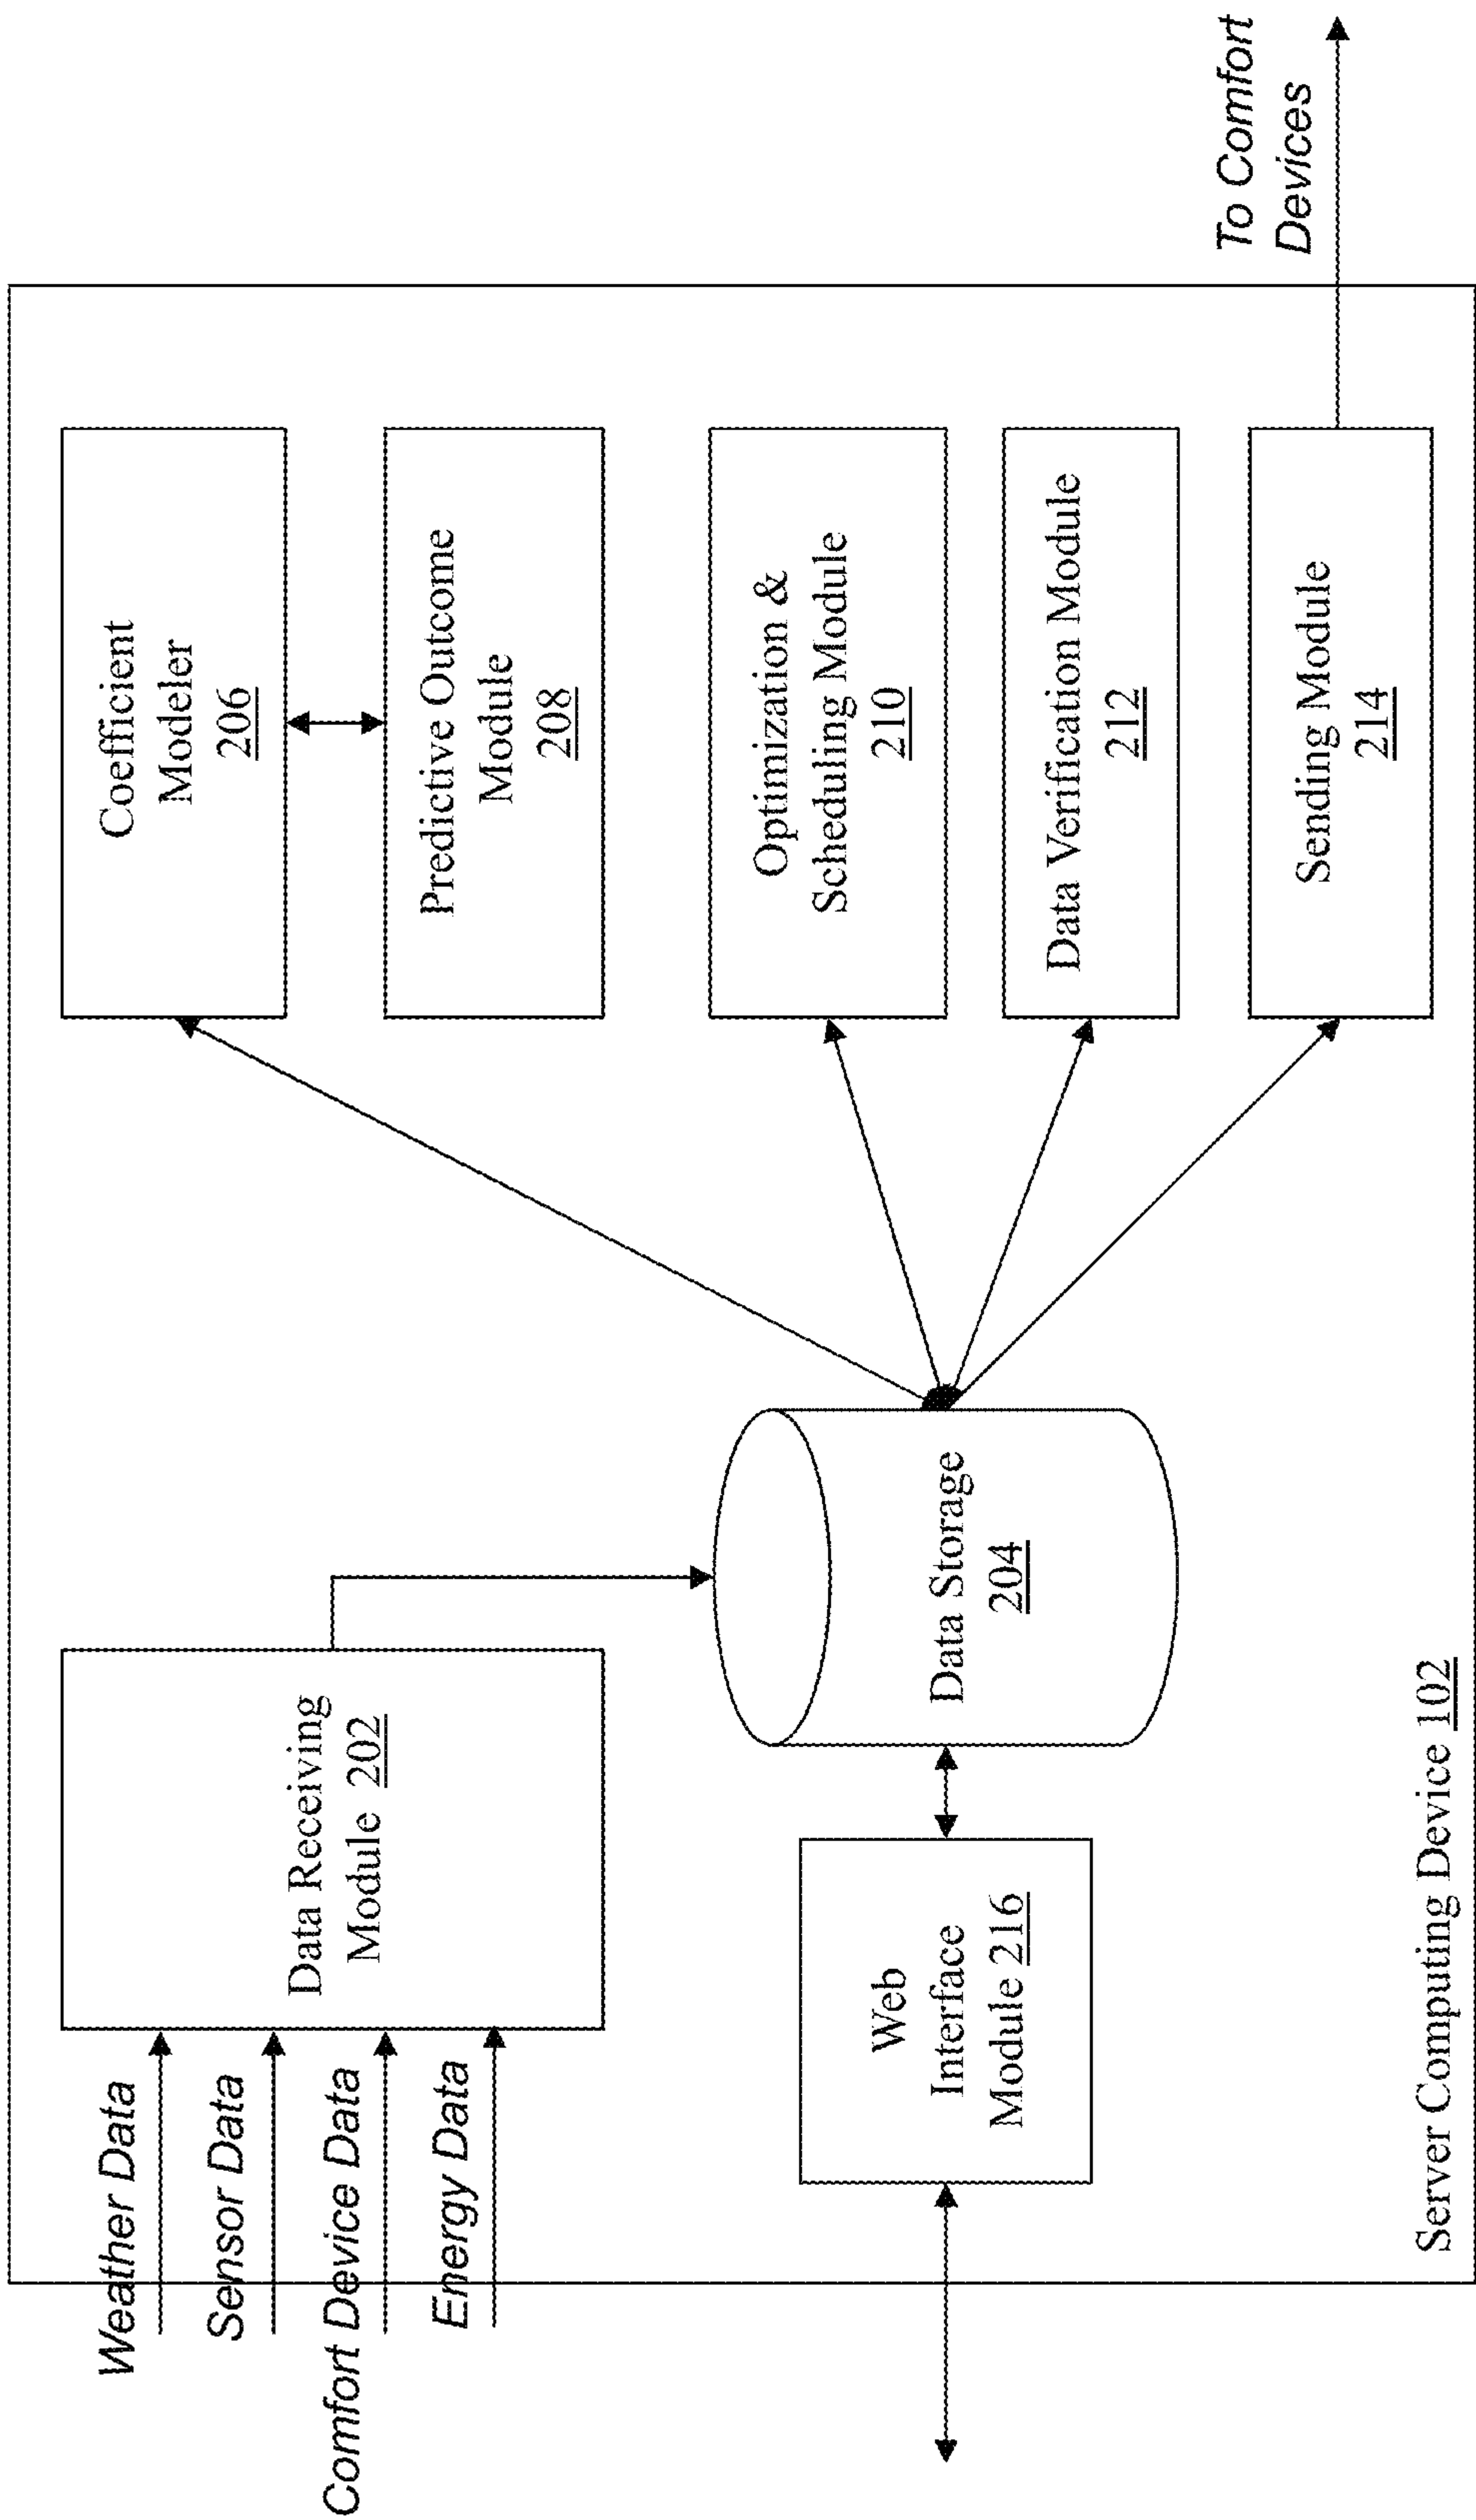 Weather Data
Sensor Data
Comfort Device Data
Energy Data
Data Receiving
Module 202
Web
Interface
Module 216
Data Storage
204
Coefficient
Modeler
206
Predictive Outcome
Module
208
Optimization &
Scheduling Module
210
Data Verification Module
212
Sending Module
214
To Comfort
Devices
Server Computing Device 102